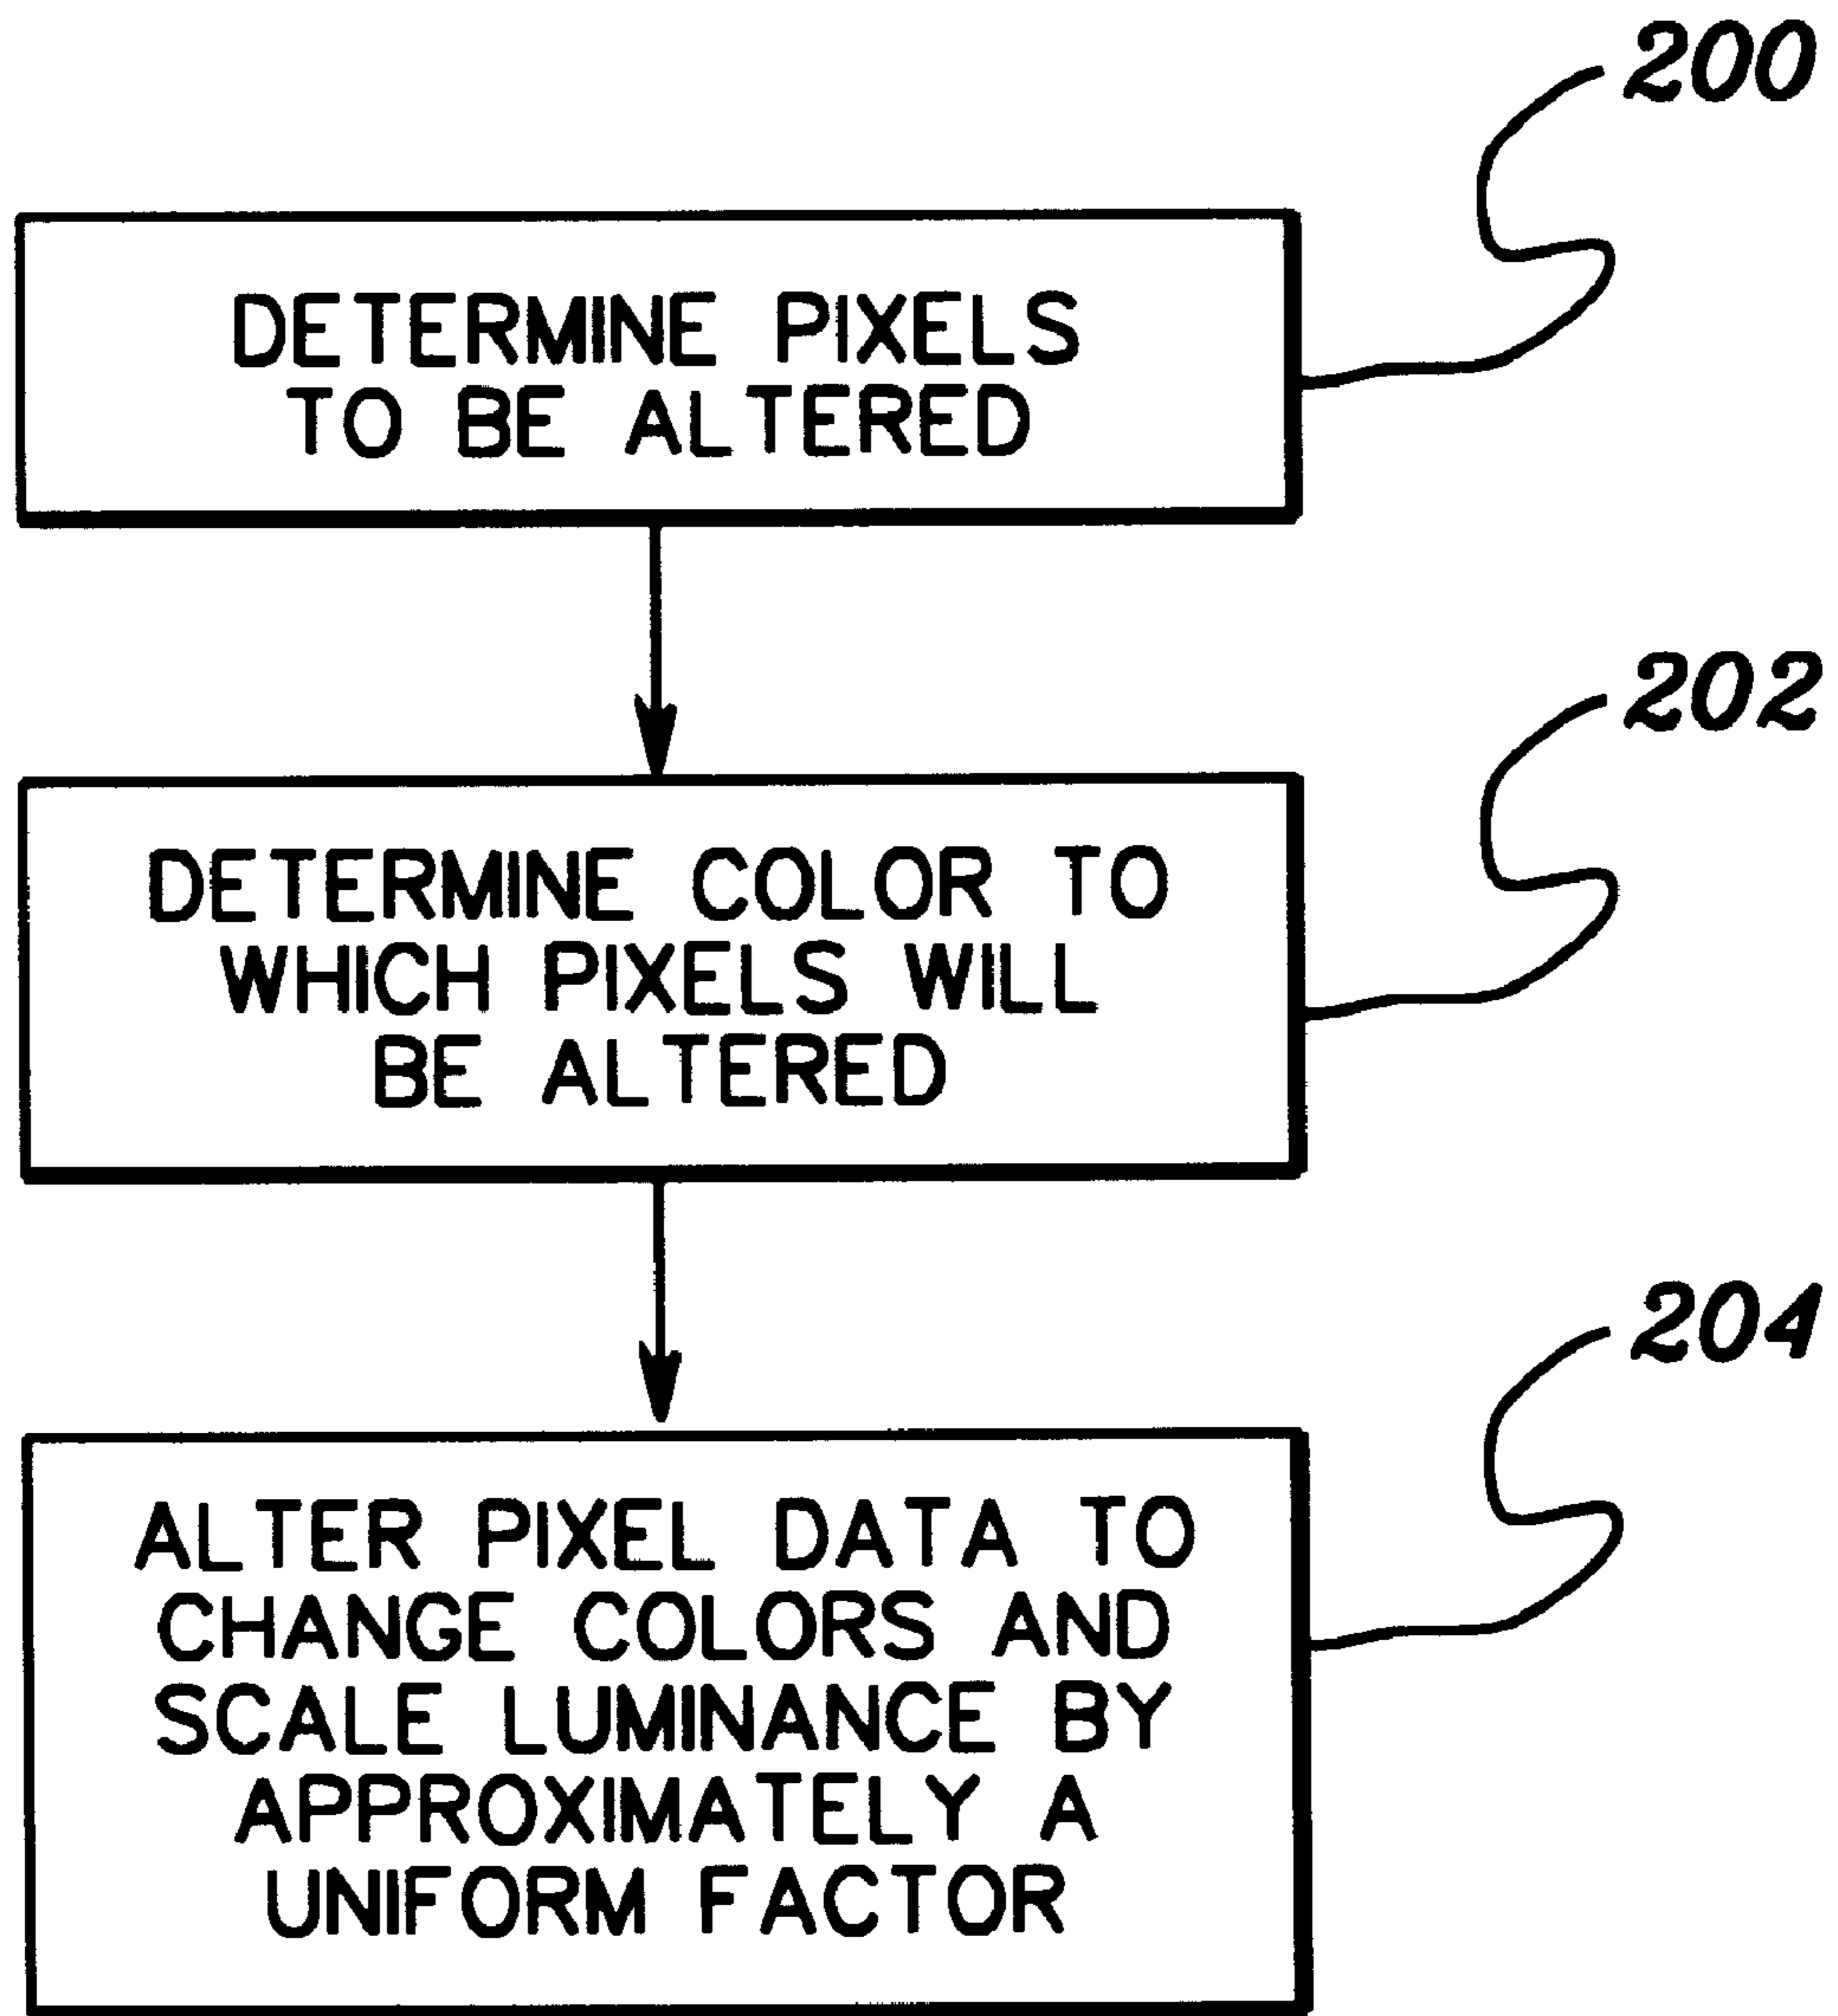 200
DETERMINE PIXELS
TO BE ALTERED
202
DETERMINE COLOR TO
WHICH PIXELS WILL
BE ALTERED
204
ALTER PIXEL DATA TO
CHANGE COLORS AND
SCALE LUMINANCE BY
APPROXIMATELY A
UNIFORM FACTOR